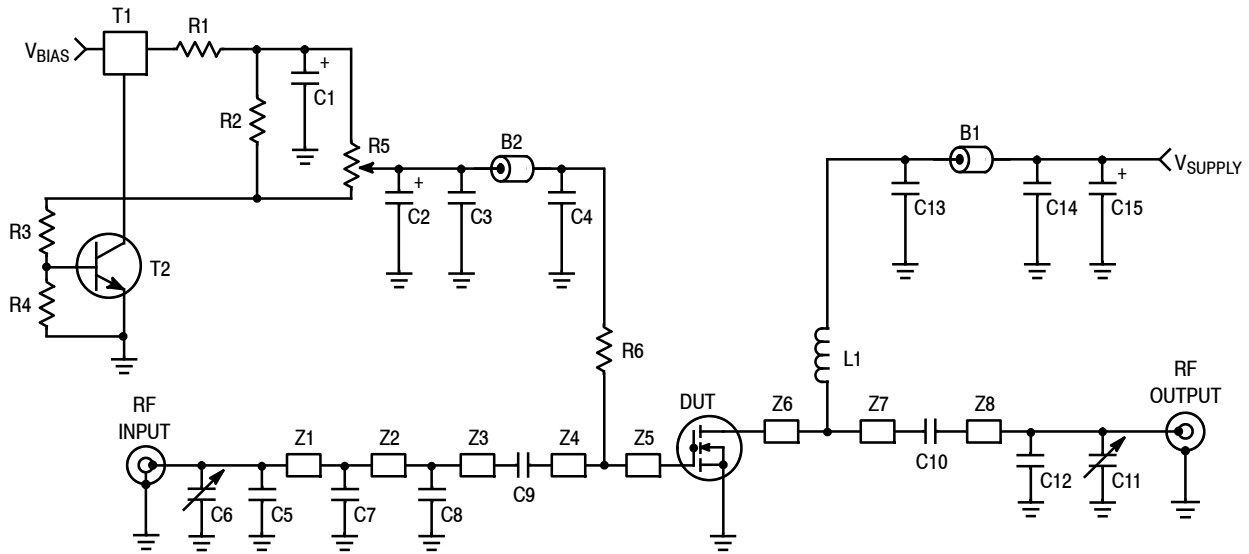 T1
R1
VBIAS
+
C1
R2
R5
B2
B1
VSUPPLY
+
C2
C3
C4
C13
C14
+
C15
R3
T2
R4
R6
L1
RF
INPUT
RF
OUTPUT
DUT
Z1
Z2
Z3
Z4
Z5
Z6
Z7
Z8
C9
C10
C6
C5
C7
C8
C12
C11